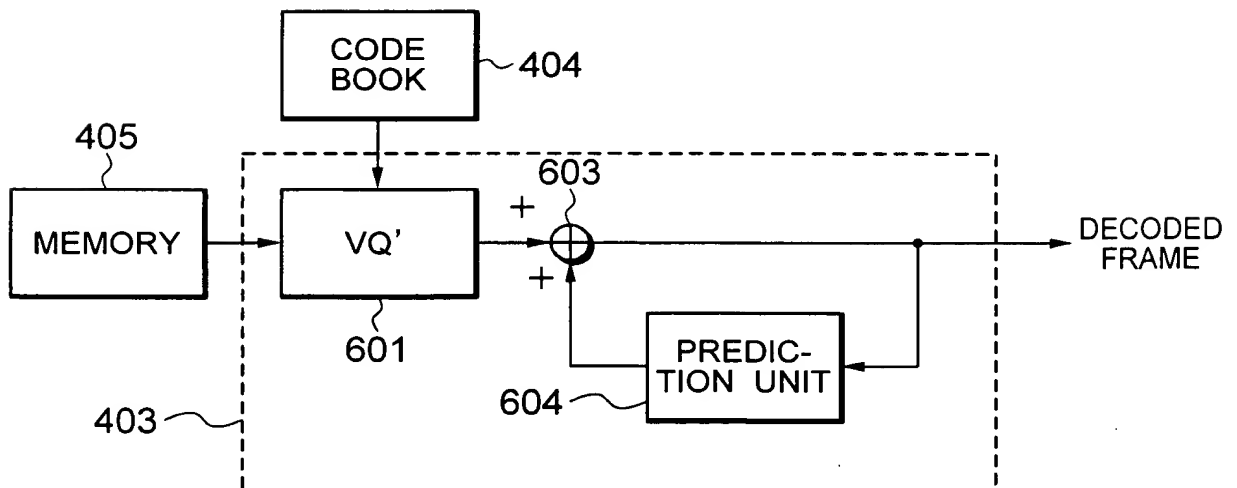 CODE
BOOK
404
405
603
+
MEMORY
VQ'
DECODED
FRAME
+
601
PREDIC-
TION UNIT
604
403